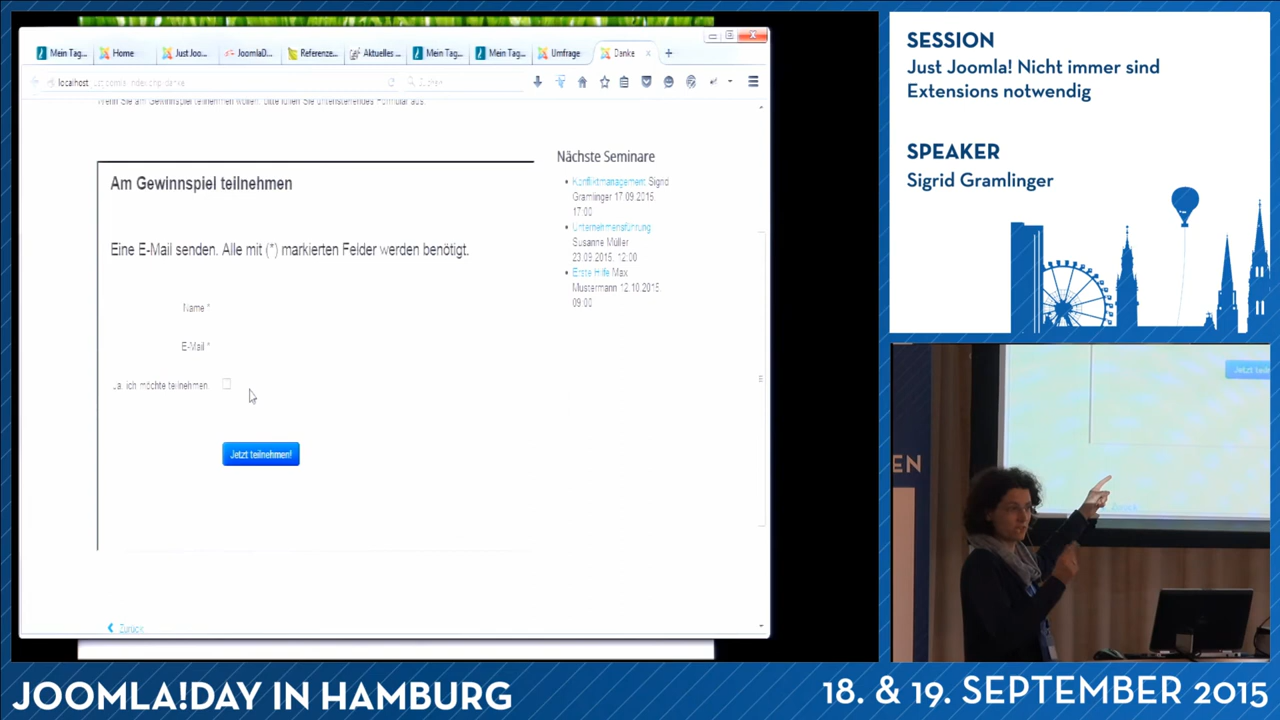 Mein Tag...
Home
Just Joo...
JoomlaD...
Referenze...
Aktuelles ...
Mein Tag...
Mein Tag...
Umfrage
Danke
localhost
Am Gewinnspiel teilnehmen
Eine E-Mail senden. Alle mit (*) markierten Felder werden benötigt.
Name *
E-Mail *
Ja, ich möchte teilnehmen
Jetzt teilnehmen!
Zurück
Nächste Seminare
Konfliktmanagement Sigrid
Gramlinger 17.09.2015
17:00
Unternehmensführung
Susanne Müller
23.09.2015, 12:00
Erste Hilfe Max
Mustermann 12.10.2015
09:00
SESSION
Just Joomla! Nicht immer sind
Extensions notwendig
SPEAKER
Sigrid Gramlinger
EN
JOOMLA!DAY IN HAMBURG
18. & 19. SEPTEMBER 2015